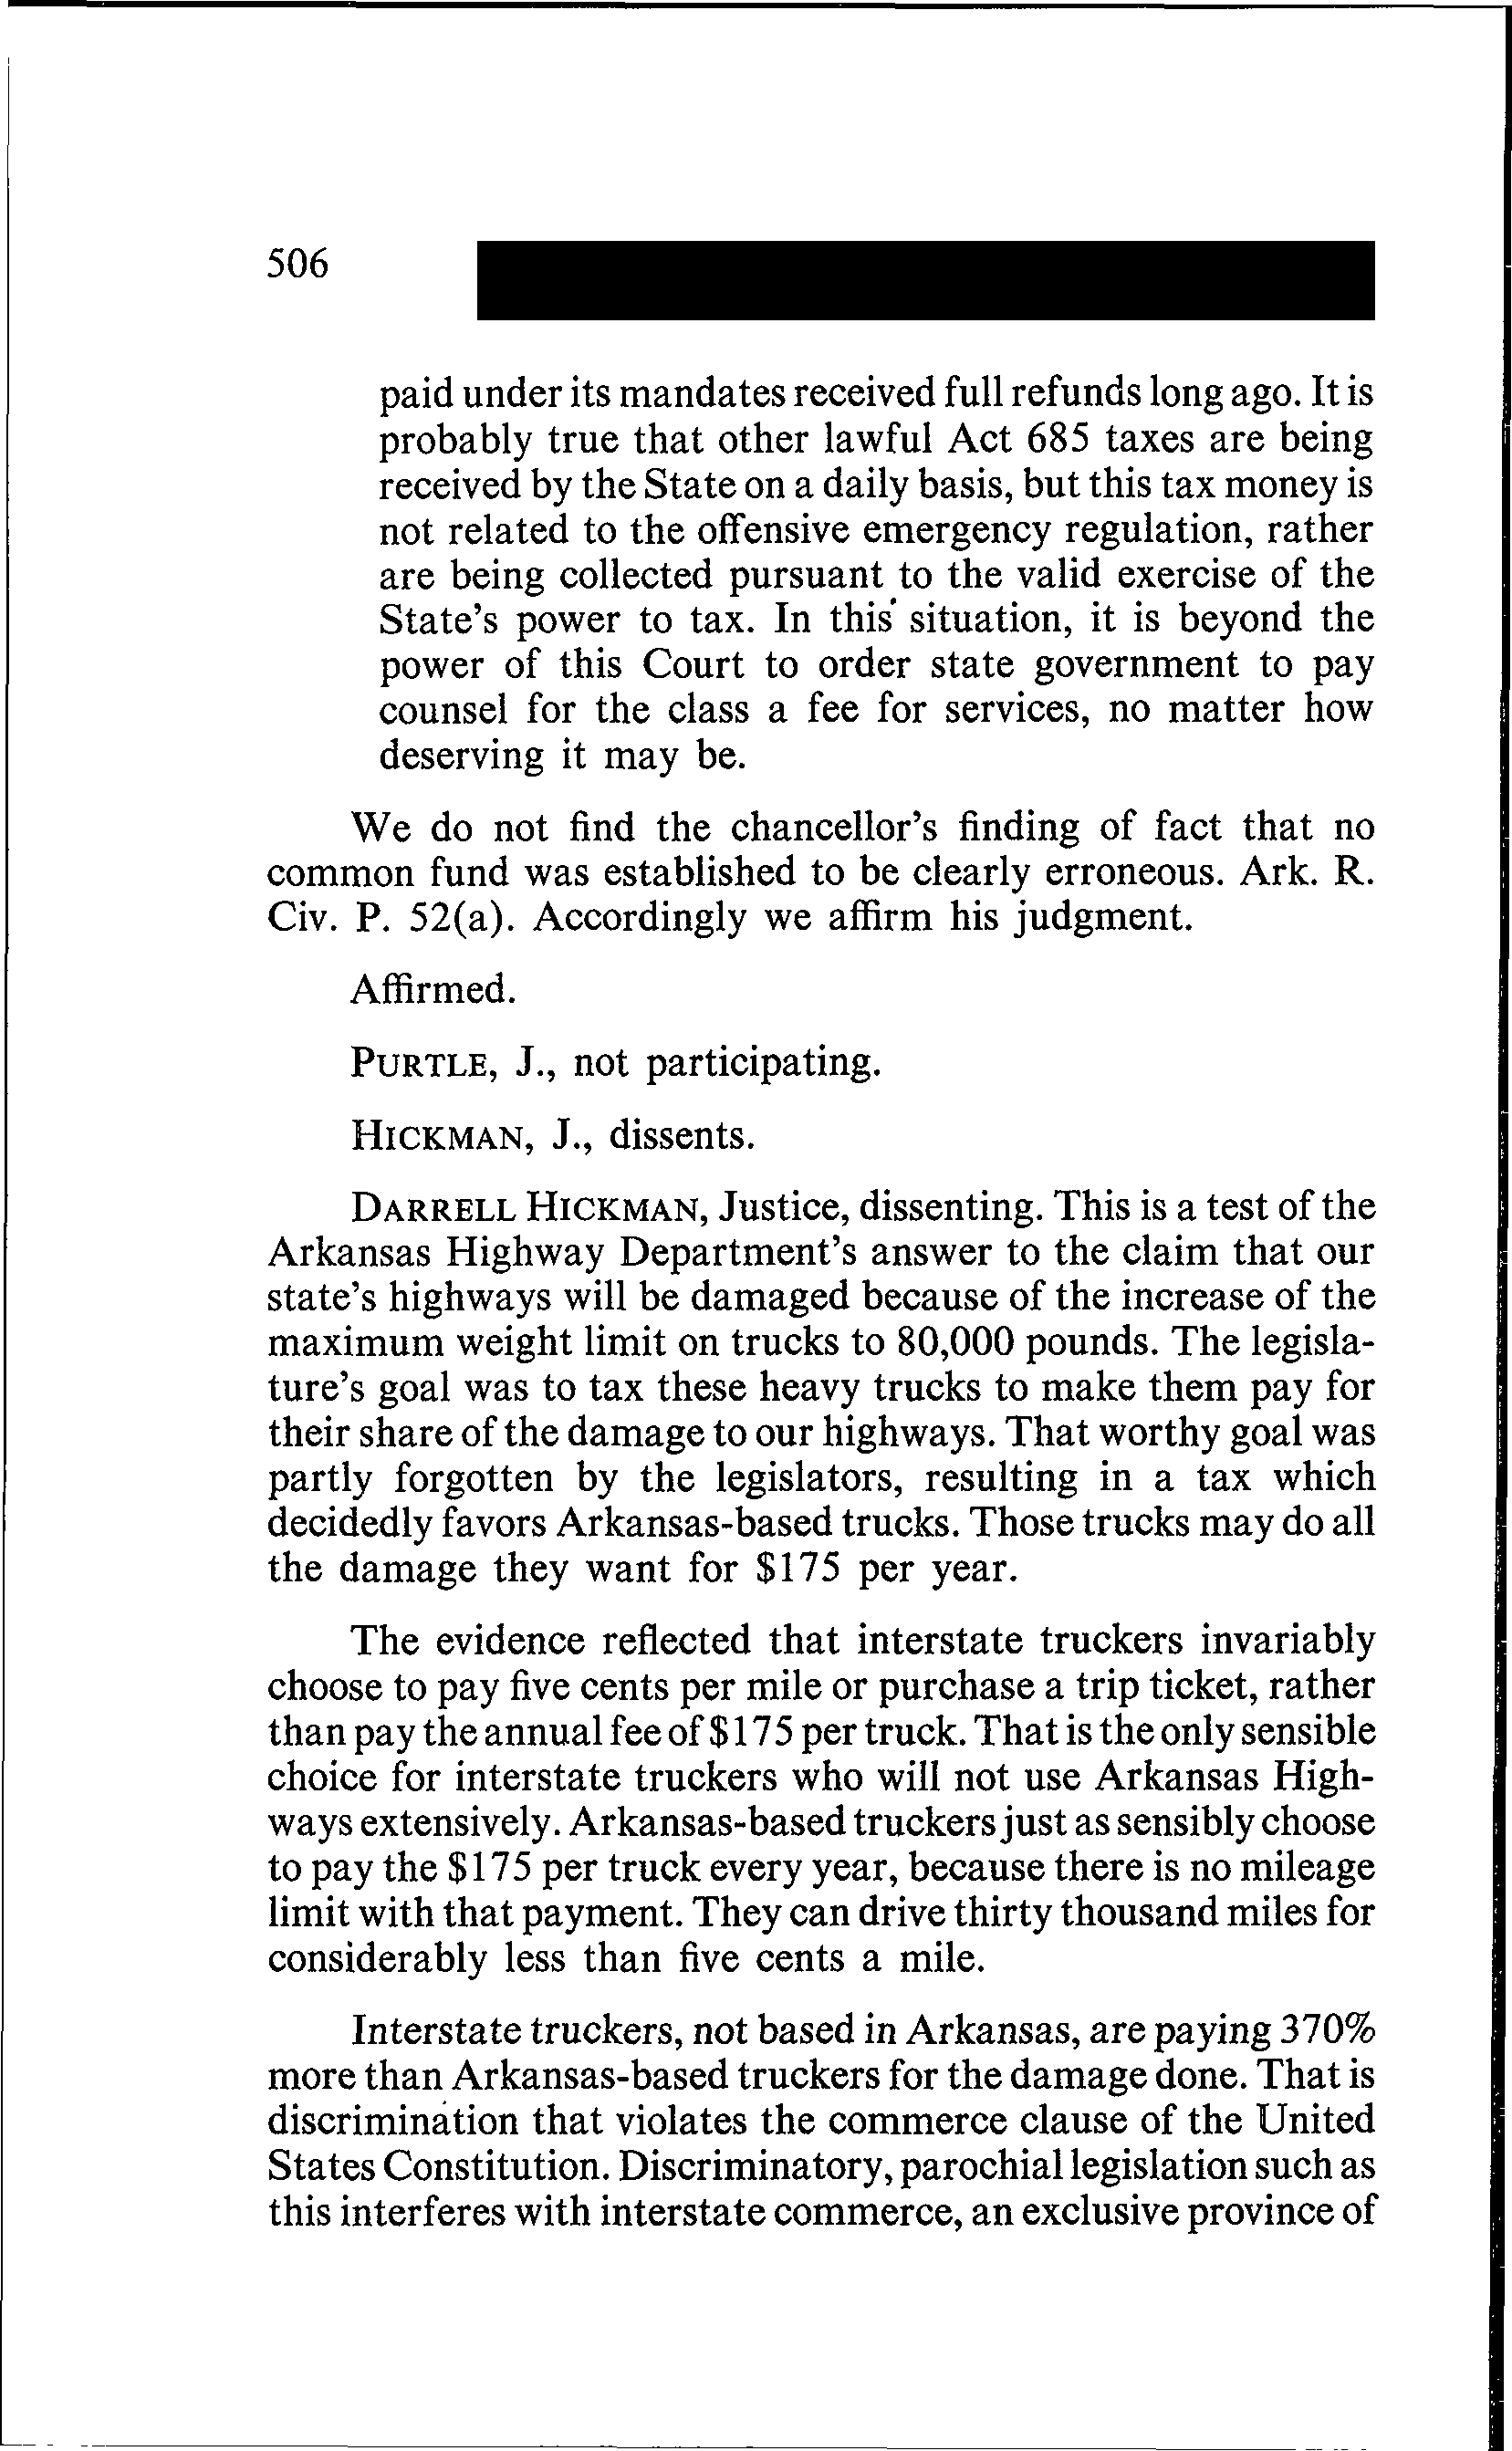 506
paid under its mandates received full refunds long ago. It is
probably true that other lawful Act 685 taxes are being
received by the State on a daily basis, but this tax money is
not related to the offensive emergency regulation, rather
are being collected pursuant to the valid exercise of the
State's power to tax. In this situation, it is beyond the
power of this Court to order state government to pay
counsel for the class a fee for services, no matter how
deserving it may be.
We do not find the chancellor's finding of fact that no
common fund was established to be clearly erroneous. Ark. R.
Civ. P. 52(a). Accordingly we affirm his judgment.
Affirmed.
PURTLE, J., not participating.
HICKMAN, J., dissents.
DARRELL HICKMAN, Justice, dissenting. This is a test of the
Arkansas Highway Department's answer to the claim that our
state's highways will be damaged because of the increase of the
maximum weight limit on trucks to 80,000 pounds. The legisla-
ture's goal was to tax these heavy trucks to make them pay for
their share of the damage to our highways. That worthy goal was
partly forgotten by the legislators, resulting in a tax which
decidedly favors Arkansas-based trucks. Those trucks may do all
the damage they want for $175 per year.
The evidence reflected that interstate truckers invariably
choose to pay five cents per mile or purchase a trip ticket, rather
than pay the annual fee of $175 per truck. That is the only sensible
choice for interstate truckers who will not use Arkansas High-
ways extensively. Arkansas-based truckers just as sensibly choose
to pay the $175 per truck every year, because there is no mileage
limit with that payment. They can drive thirty thousand miles for
considerably less than five cents a mile.
Interstate truckers, not based in Arkansas, are paying 370%
more than Arkansas-based truckers for the damage done. That is
discrimination that violates the commerce clause of the United
States Constitution. Discriminatory, parochial legislation such as
this interferes with interstate commerce, an exclusive province of